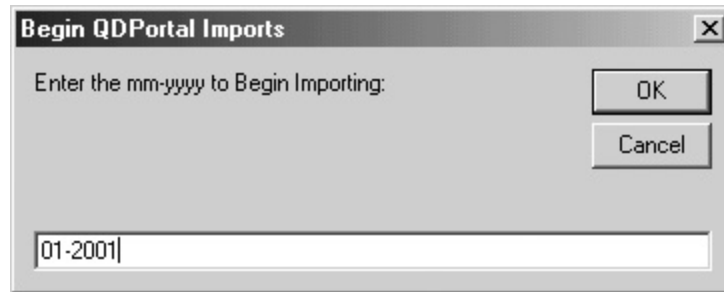 Begin QDPortal Imports
Enter the mm-yyyy to Begin Importing:
OK
Cancel
01-2001